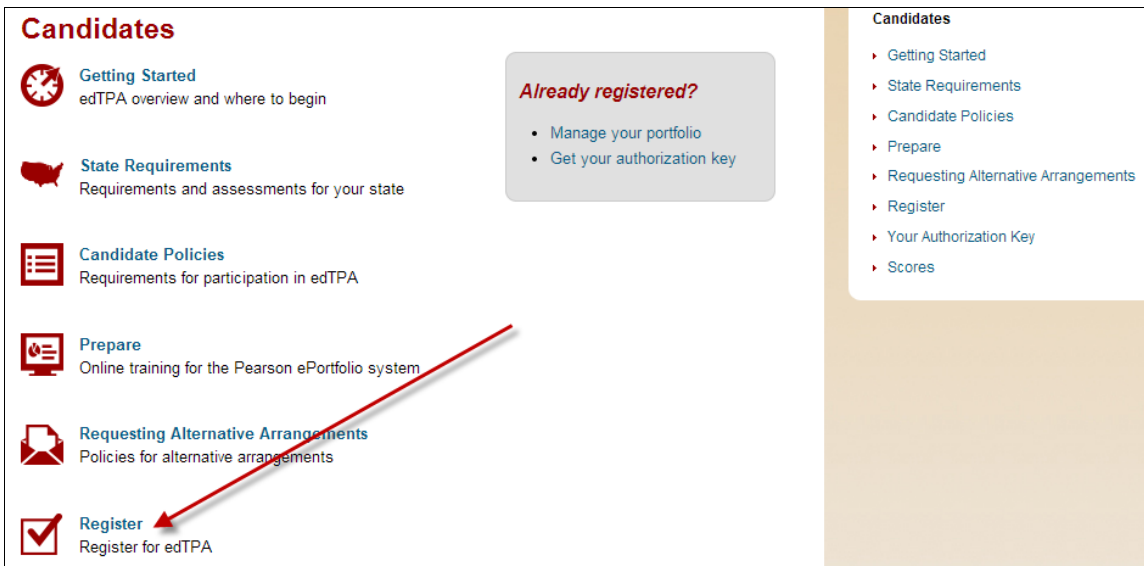 Candidates
Getting Started
edTPA overview and where to begin
State Requirements
Requirements and assessments for your state
Candidate Policies
Requirements for participation in edTPA
Prepare
Online training for the Pearson ePortfolio system
Requesting Alternative Arrangements
Policies for alternative arrangements
Register
Register for edTPA
Already registered?
• Manage your portfolio
• Get your authorization key
Candidates
Getting Started
State Requirements
Candidate Policies
Prepare
Requesting Alternative Arrangements
Register
Your Authorization Key
Scores